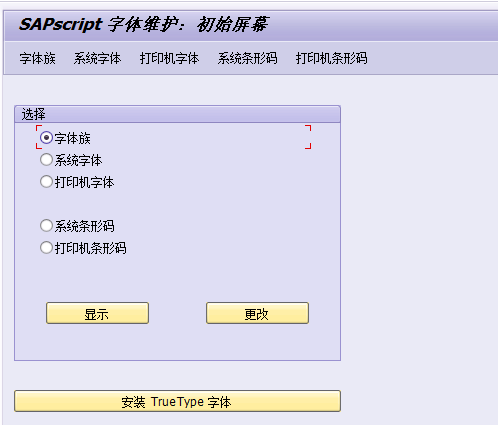 SAPscript 字体维护：初始屏幕
字体族 系统字体 打印机字体 系统条形码 打印机条形码
选择
字体族
系统字体
打印机字体
系统条形码
打印机条形码
显示 更改
安装 TrueType 字体